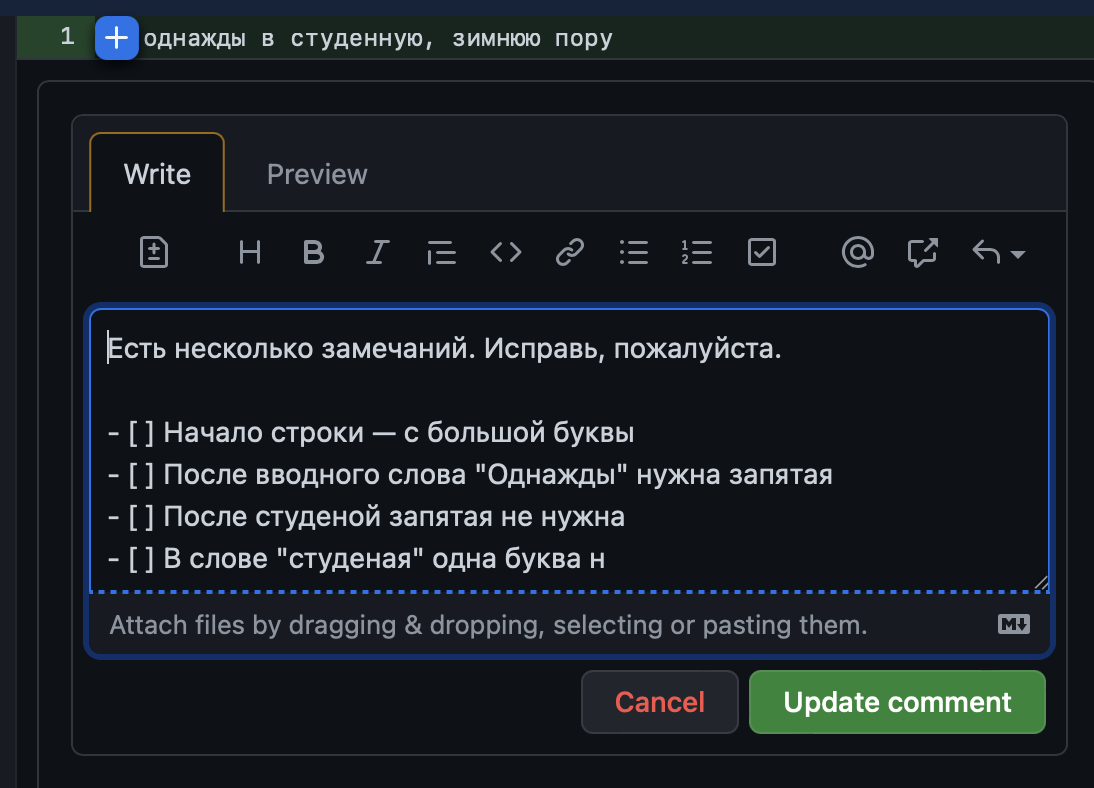 1 + однажды в студенную, зимнюю пору
Write Preview
H B I <> @
Есть несколько замечаний. Исправь, пожалуйста.
- [ ] Начало строки — с большой буквы
- [ ] После вводного слова "Однажды" нужна запятая
- [ ] После студеной запятая не нужна
- [ ] В слове "студеная" одна буква н
Attach files by dragging & dropping, selecting or pasting them. M↓
Cancel Update comment